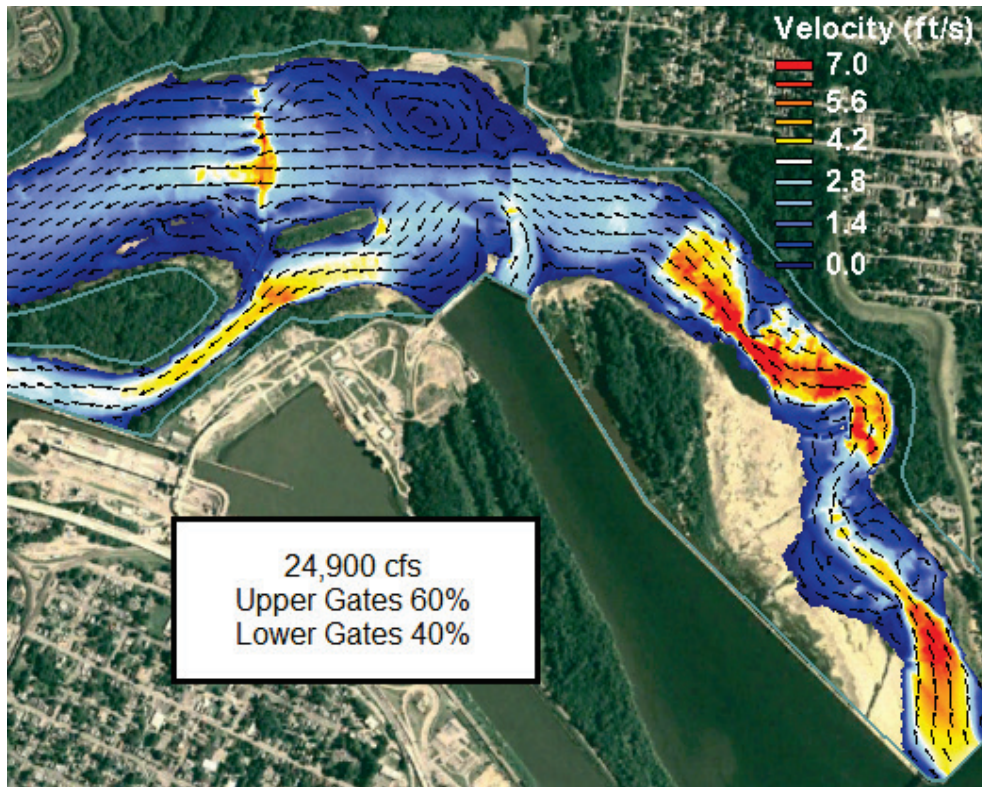 Velocity (ft/s)
7.0
5.6
4.2
2.8
1.4
0.0
24,900 cfs
Upper Gates 60%
Lower Gates 40%